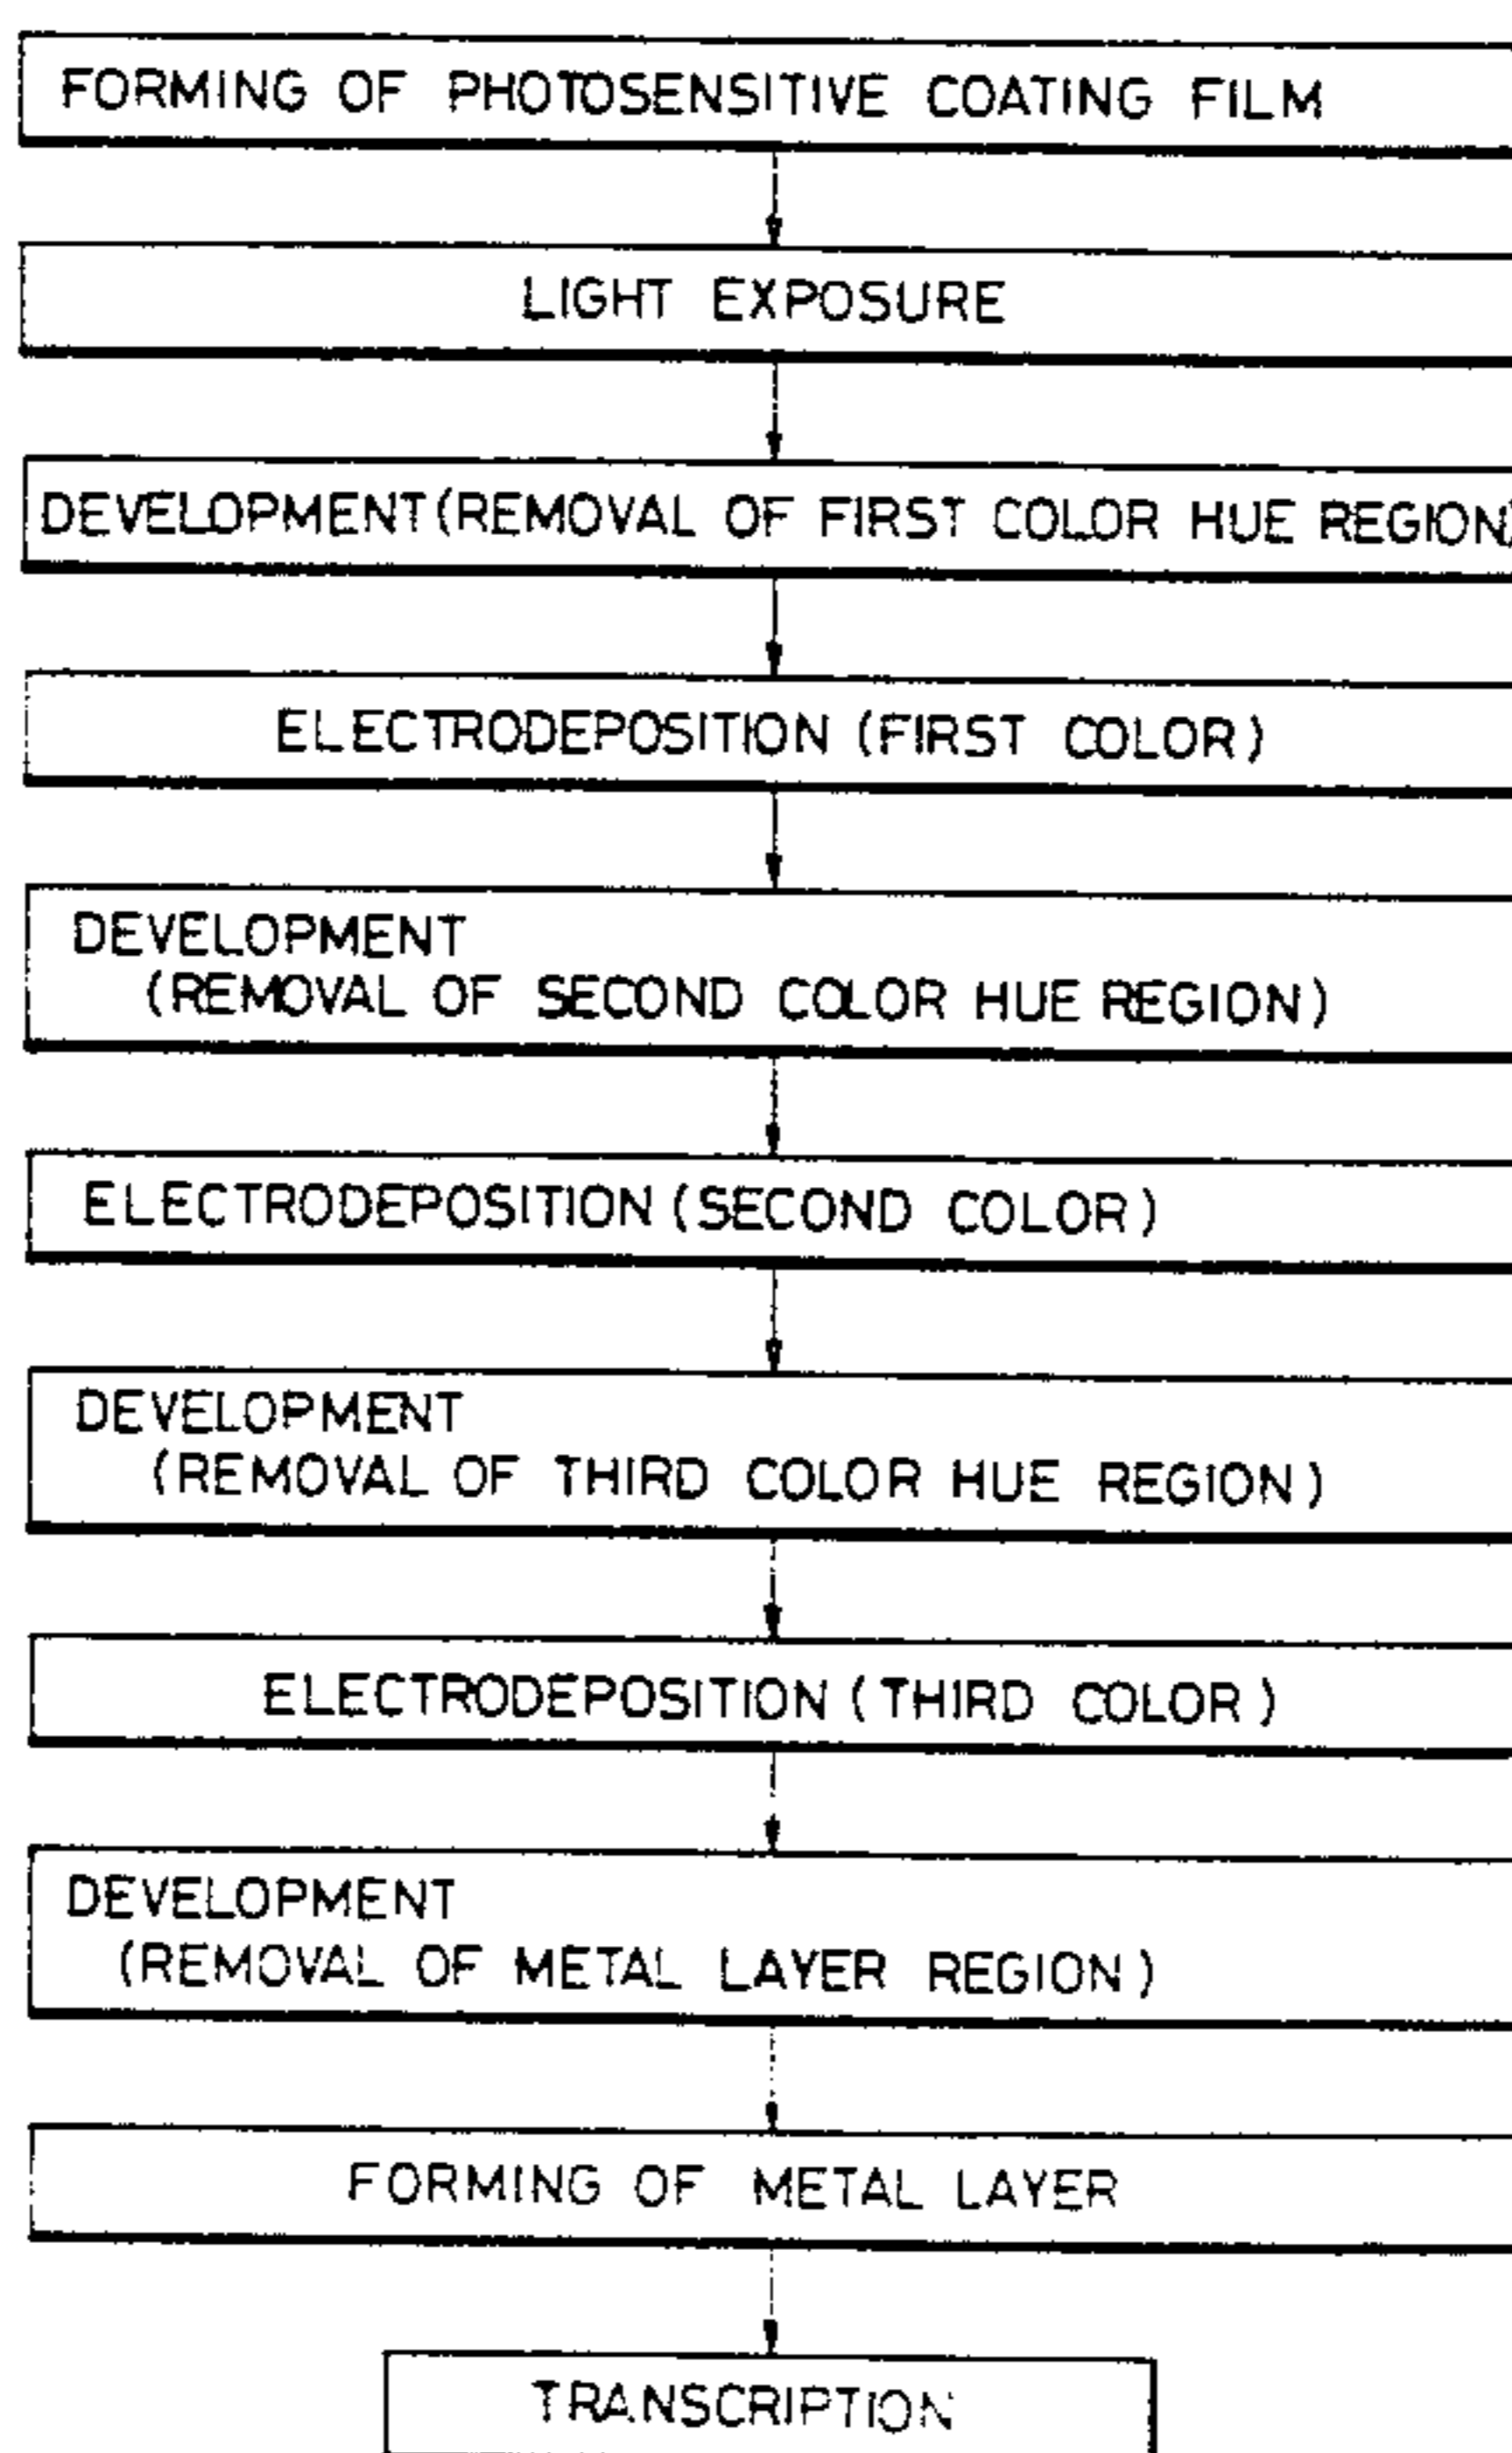 FORMING OF PHOTOSENSITIVE COATING FILM
LIGHT EXPOSURE
DEVELOPMENT (REMOVAL OF FIRST COLOR HUE REGION)
ELECTRODEPOSITION (FIRST COLOR)
DEVELOPMENT
(REMOVAL OF SECOND COLOR HUE REGION)
ELECTRODEPOSITION (SECOND COLOR)
DEVELOPMENT
(REMOVAL OF THIRD COLOR HUE REGION)
ELECTRODEPOSITION (THIRD COLOR)
DEVELOPMENT
(REMOVAL OF METAL LAYER REGION)
FORMING OF METAL LAYER
TRANSCRIPTION